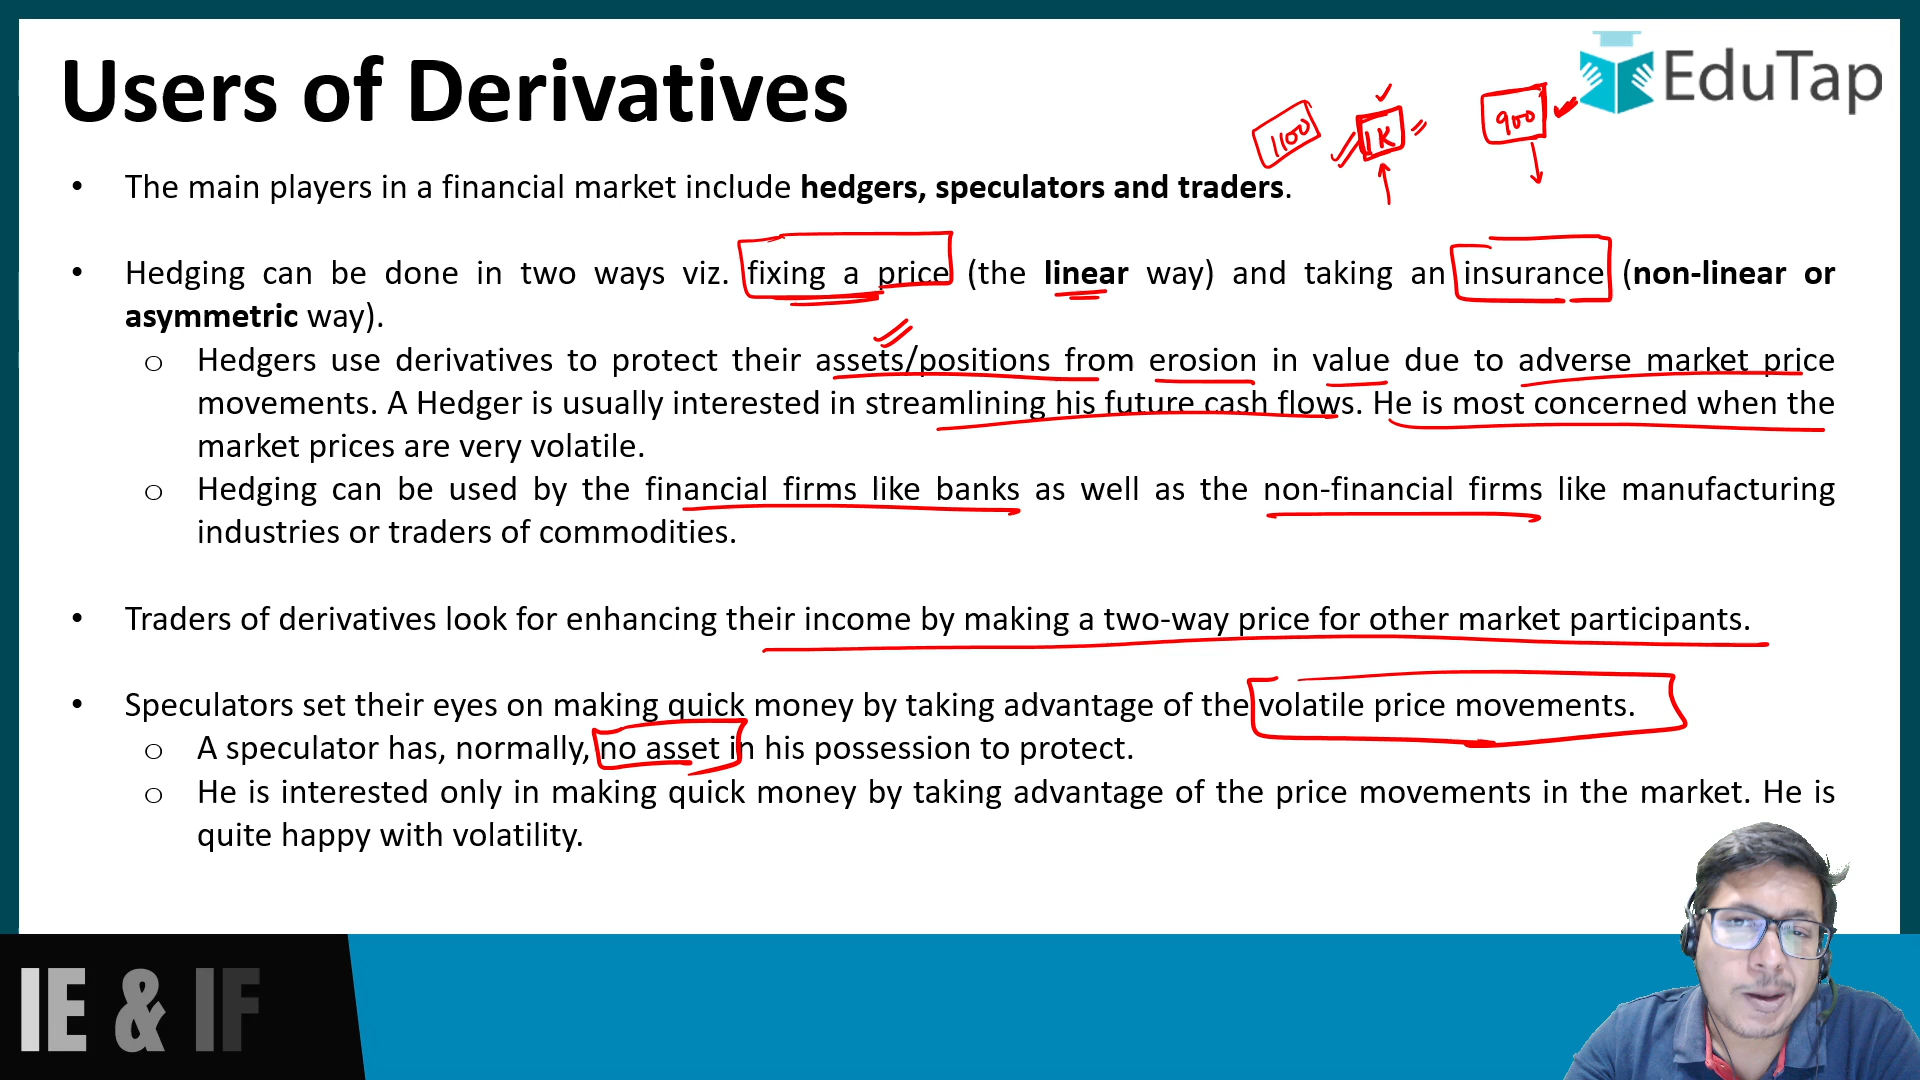 Users of Derivatives
EduTap
1100
1K
900
• The main players in a financial market include hedgers, speculators and traders.
• Hedging can be done in two ways viz. fixing a price (the linear way) and taking an insurance (non-linear or
asymmetric way).
o Hedgers use derivatives to protect their assets/positions from erosion in value due to adverse market price
movements. A Hedger is usually interested in streamlining his future cash flows. He is most concerned when the
market prices are very volatile.
o Hedging can be used by the financial firms like banks as well as the non-financial firms like manufacturing
industries or traders of commodities.
• Traders of derivatives look for enhancing their income by making a two-way price for other market participants.
• Speculators set their eyes on making quick money by taking advantage of the volatile price movements.
o A speculator has, normally, no asset in his possession to protect.
o He is interested only in making quick money by taking advantage of the price movements in the market. He is
quite happy with volatility.
IE & IF